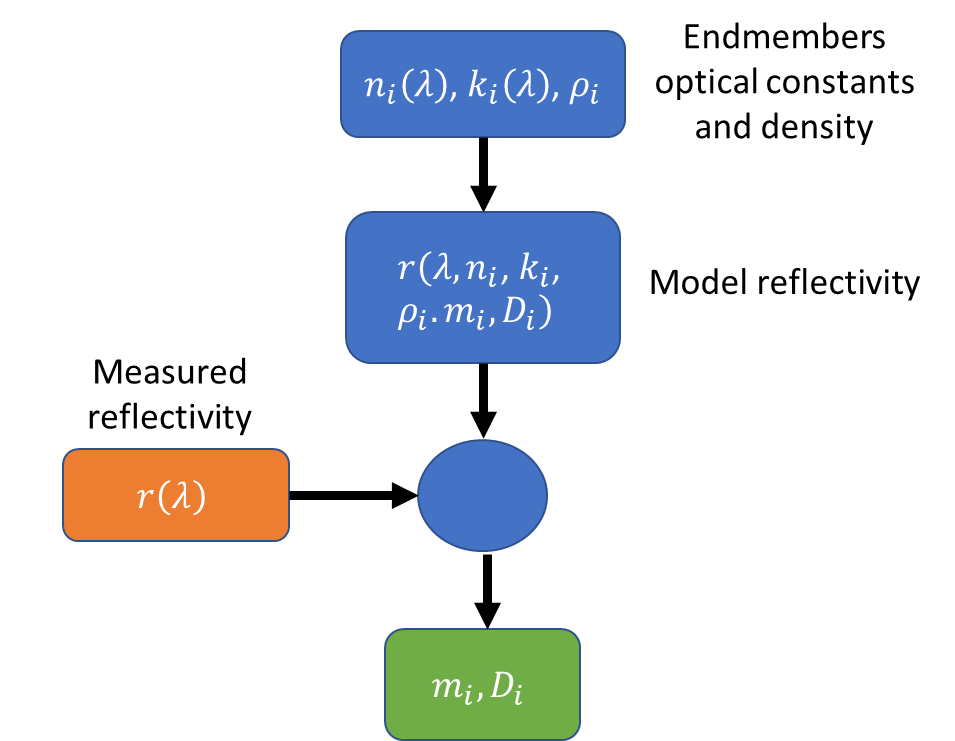 Endmembers
optical constants
and density
n_i(λ), k_i(λ), ρ_i
r(λ, n_i, k_i,
ρ_i. m_i, D_i)
Model reflectivity
Measured
reflectivity
r(λ)
m_i, D_i